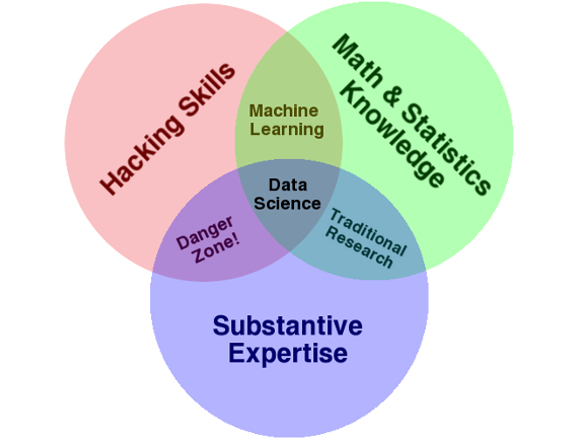 Hacking Skills
Math & Statistics
Knowledge
Machine
Learning
Data
Science
Danger
Zone!
Traditional
Research
Substantive
Expertise